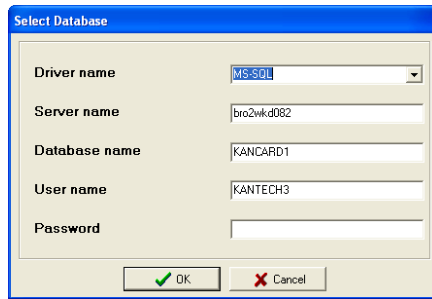 Select Database
Driver name MS-SQL
Server name bro2wkd082
Database name KANCARD1
User name KANTECH3
Password
OK Cancel